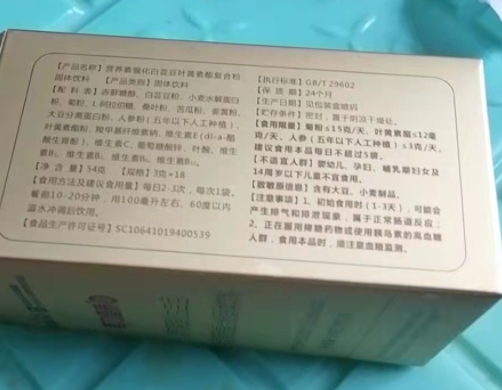 【产品名称】营养素强化白芸豆叶黄素酯复合粉
固体饮料 【产品类别】固体饮料
【配 料 表】赤藓糖醇、白芸豆粉、小麦水解蛋白
粉、菊粉、L-阿拉伯糖、桑叶粉、苦瓜粉、姜黄粉、
大豆分离蛋白粉、人参粉（五年以下人工种植）、
叶黄素酯粉、羧甲基纤维素钠、维生素E（dl-a-醋
酸生育酚）、维生素C、葡萄糖酸锌、叶酸、维生
素B₁、维生素B₂、维生素B₆、维生素B₁₂。
【含 量】54克 【规格】3克*18
【食用方法及建议食用量】每日2-3次，每次1袋，
餐前10-20分钟，用100毫升左右、60度以内
温水冲调后饮用。
【食品生产许可证号】SC10641019400539
【执行标准】GB/T 29602
【保 质 期】24个月
【生产日期】见包装盒喷码
【贮存条件】密封，置于阴凉干燥处。
【食用限量】菊粉≤15克/天、叶黄素酯≤12毫
克/天、人参（五年以下人工种植）≤3克/天、
建议食用本品每日不超过5袋。
【不适宜人群】婴幼儿、孕妇、哺乳期妇女及
14周岁以下儿童不宜食用。
【致敏原信息】含有大豆、小麦制品。
【注意事项】1、初始食用时（1-3天），可能会
产生排气和排泄现象，属于正常肠道反应；
2、正在服用降糖药物或使用胰岛素的高血糖
人群，食用本品时，须注意血糖监测。